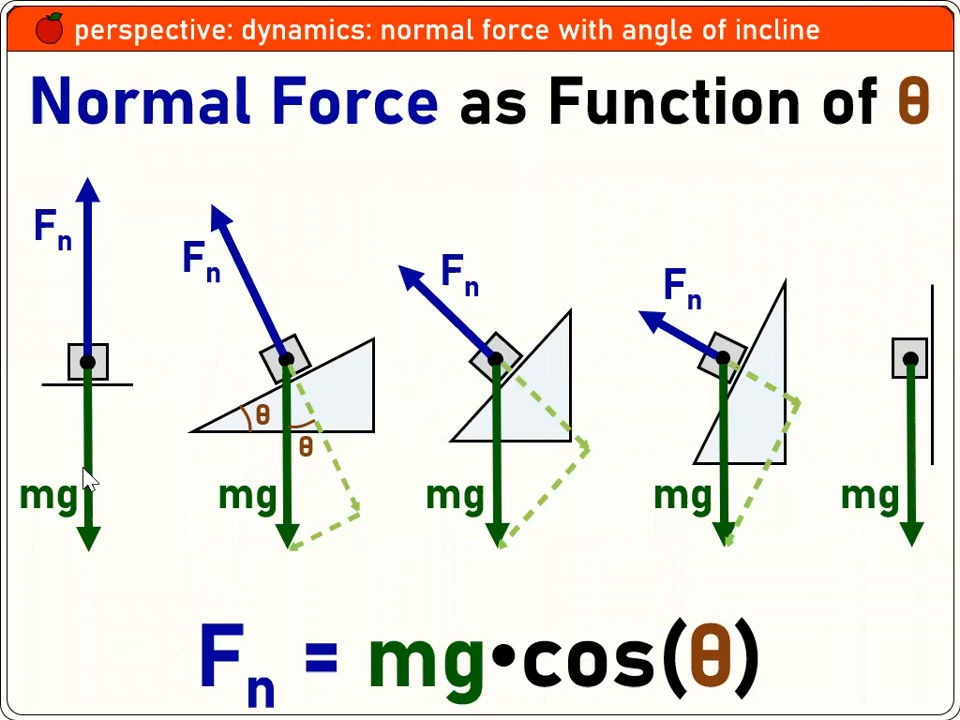 perspective: dynamics: normal force with angle of incline
Normal Force as Function of θ
Fn
Fn
Fn
Fn
θ
θ
mg
mg
mg
mg
mg
Fn = mg•cos(θ)